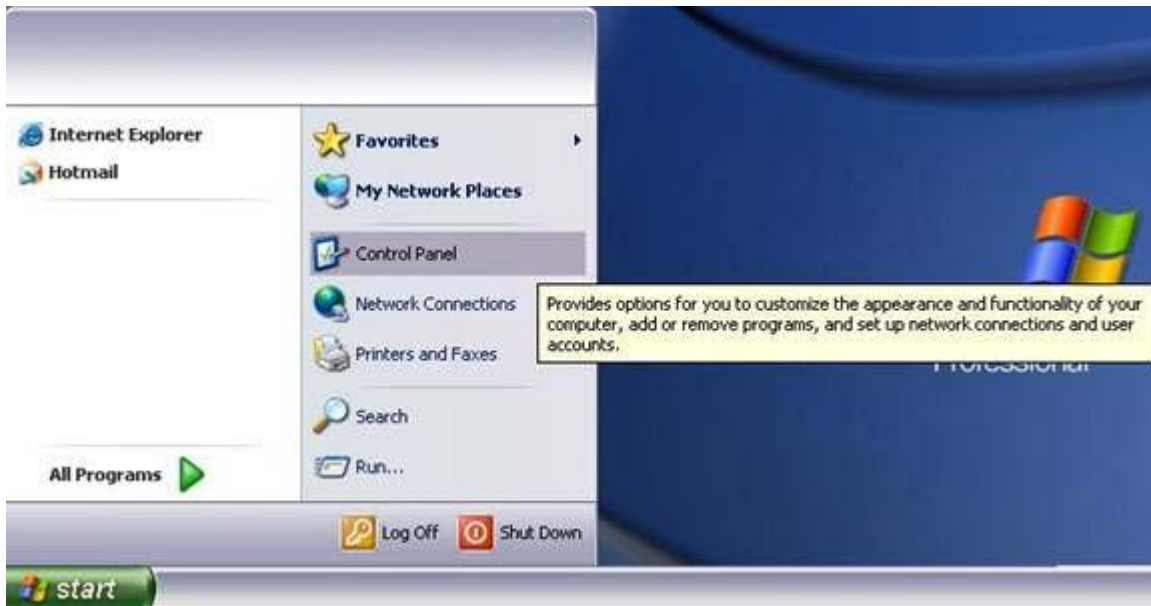 Internet Explorer
Hotmail
All Programs
Favorites
My Network Places
Control Panel
Network Connections
Printers and Faxes
Search
Run...
Provides options for you to customize the appearance and functionality of your
computer, add or remove programs, and set up network connections and user
accounts.
Professional
Log Off
Shut Down
start